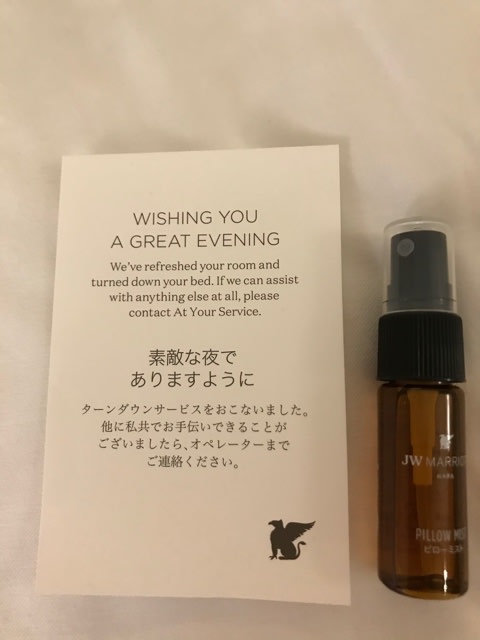 WISHING YOU
A GREAT EVENING
We've refreshed your room and
turned down your bed. If we can assist
with anything else at all, please
contact At Your Service.
素敵な夜で
ありますように
ターンダウンサービスをおこないました。
他に私共でお手伝いできることが
ございましたら、オペレーターまで
ご連絡ください。
JW MARRIOTT
NARA
PILLOW MIST
ピローミスト